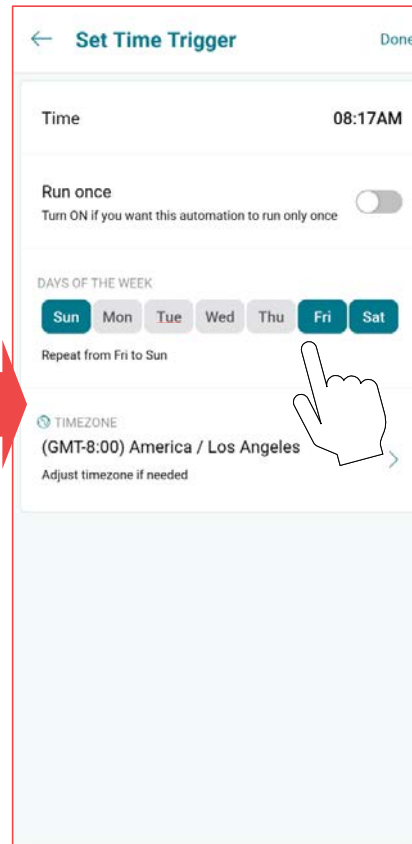 Set Time Trigger Done
Time 08:17AM
Run once
Turn ON if you want this automation to run only once
DAYS OF THE WEEK
Sun Mon Tue Wed Thu Fri Sat
Repeat from Fri to Sun
TIMEZONE
(GMT-8:00) America / Los Angeles
Adjust timezone if needed